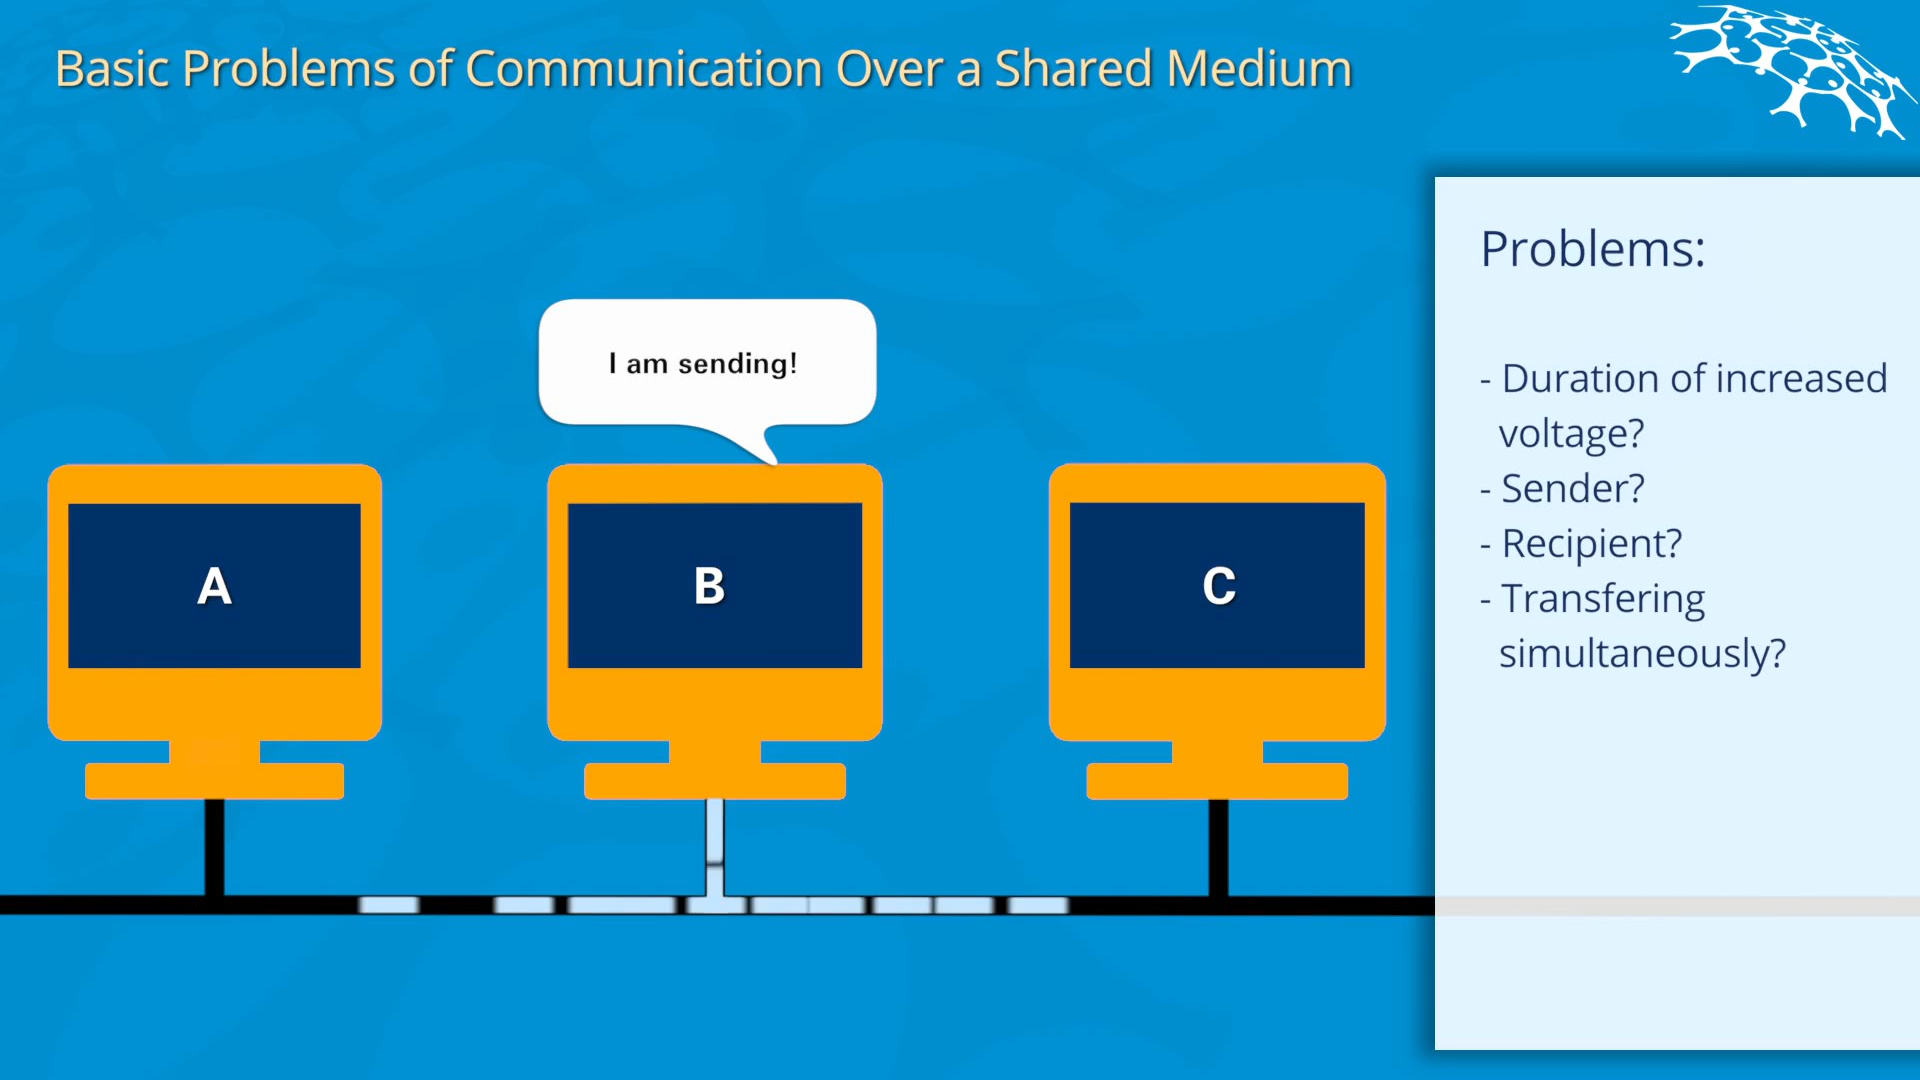 Basic Problems of Communication Over a Shared Medium
I am sending!
A
B
C
Problems:
- Duration of increased
voltage?
- Sender?
- Recipient?
- Transfering
simultaneously?